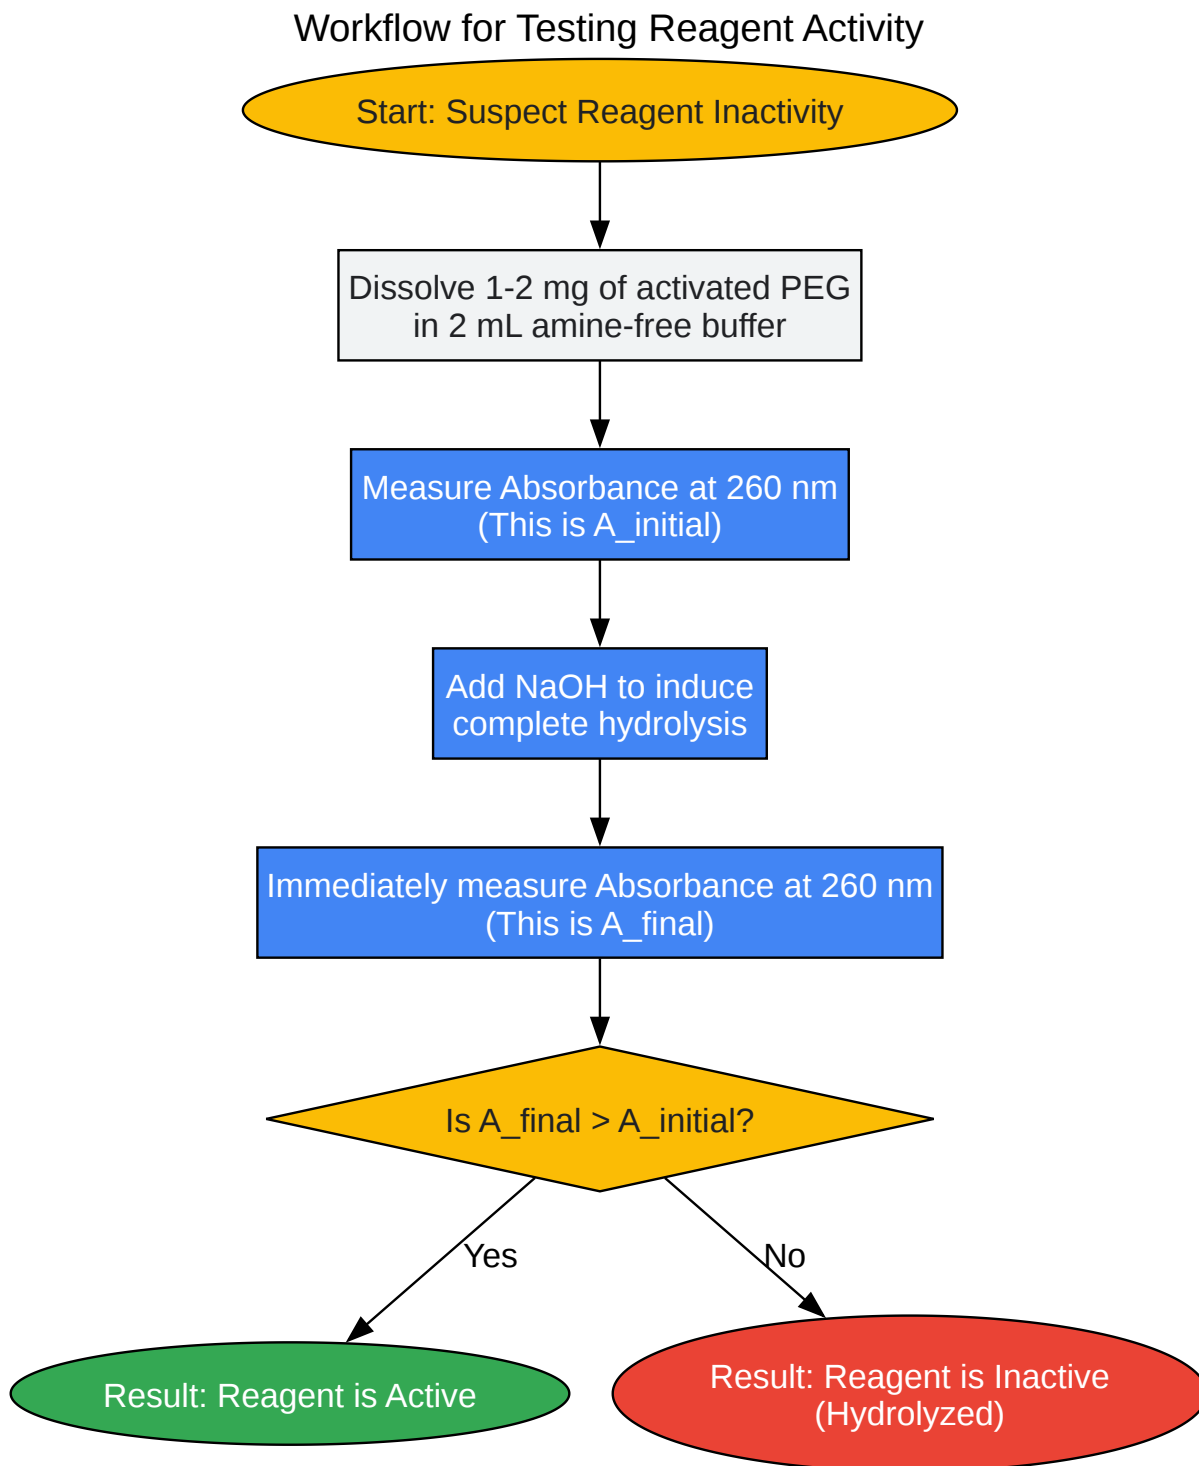 Workflow for Testing Reagent Activity
Start: Suspect Reagent Inactivity
Dissolve 1-2 mg of activated PEG
in 2 mL amine-free buffer
Measure Absorbance at 260 nm
(This is A_initial)
Add NaOH to induce
complete hydrolysis
Immediately measure Absorbance at 260 nm
(This is A_final)
Is A_final > A_initial?
Yes
No
Result: Reagent is Active
Result: Reagent is Inactive
(Hydrolyzed)